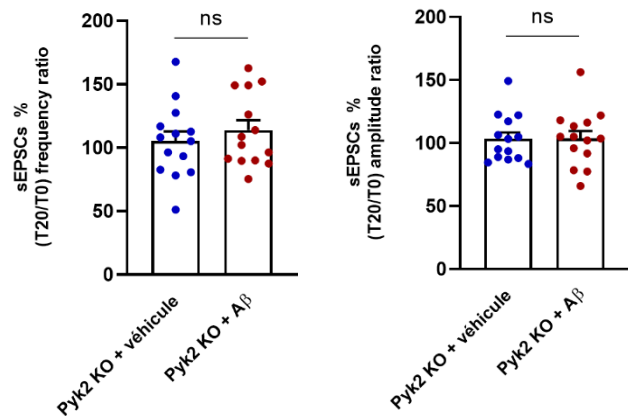 ns
sEPSCs %
(T20/T0) frequency ratio
200
150
100
50
0
Pyk2 KO + véhicule
Pyk2 KO + Aβ
ns
sEPSCs %
(T20/T0) amplitude ratio
200
150
100
50
0
Pyk2 KO + véhicule
Pyk2 KO + Aβ